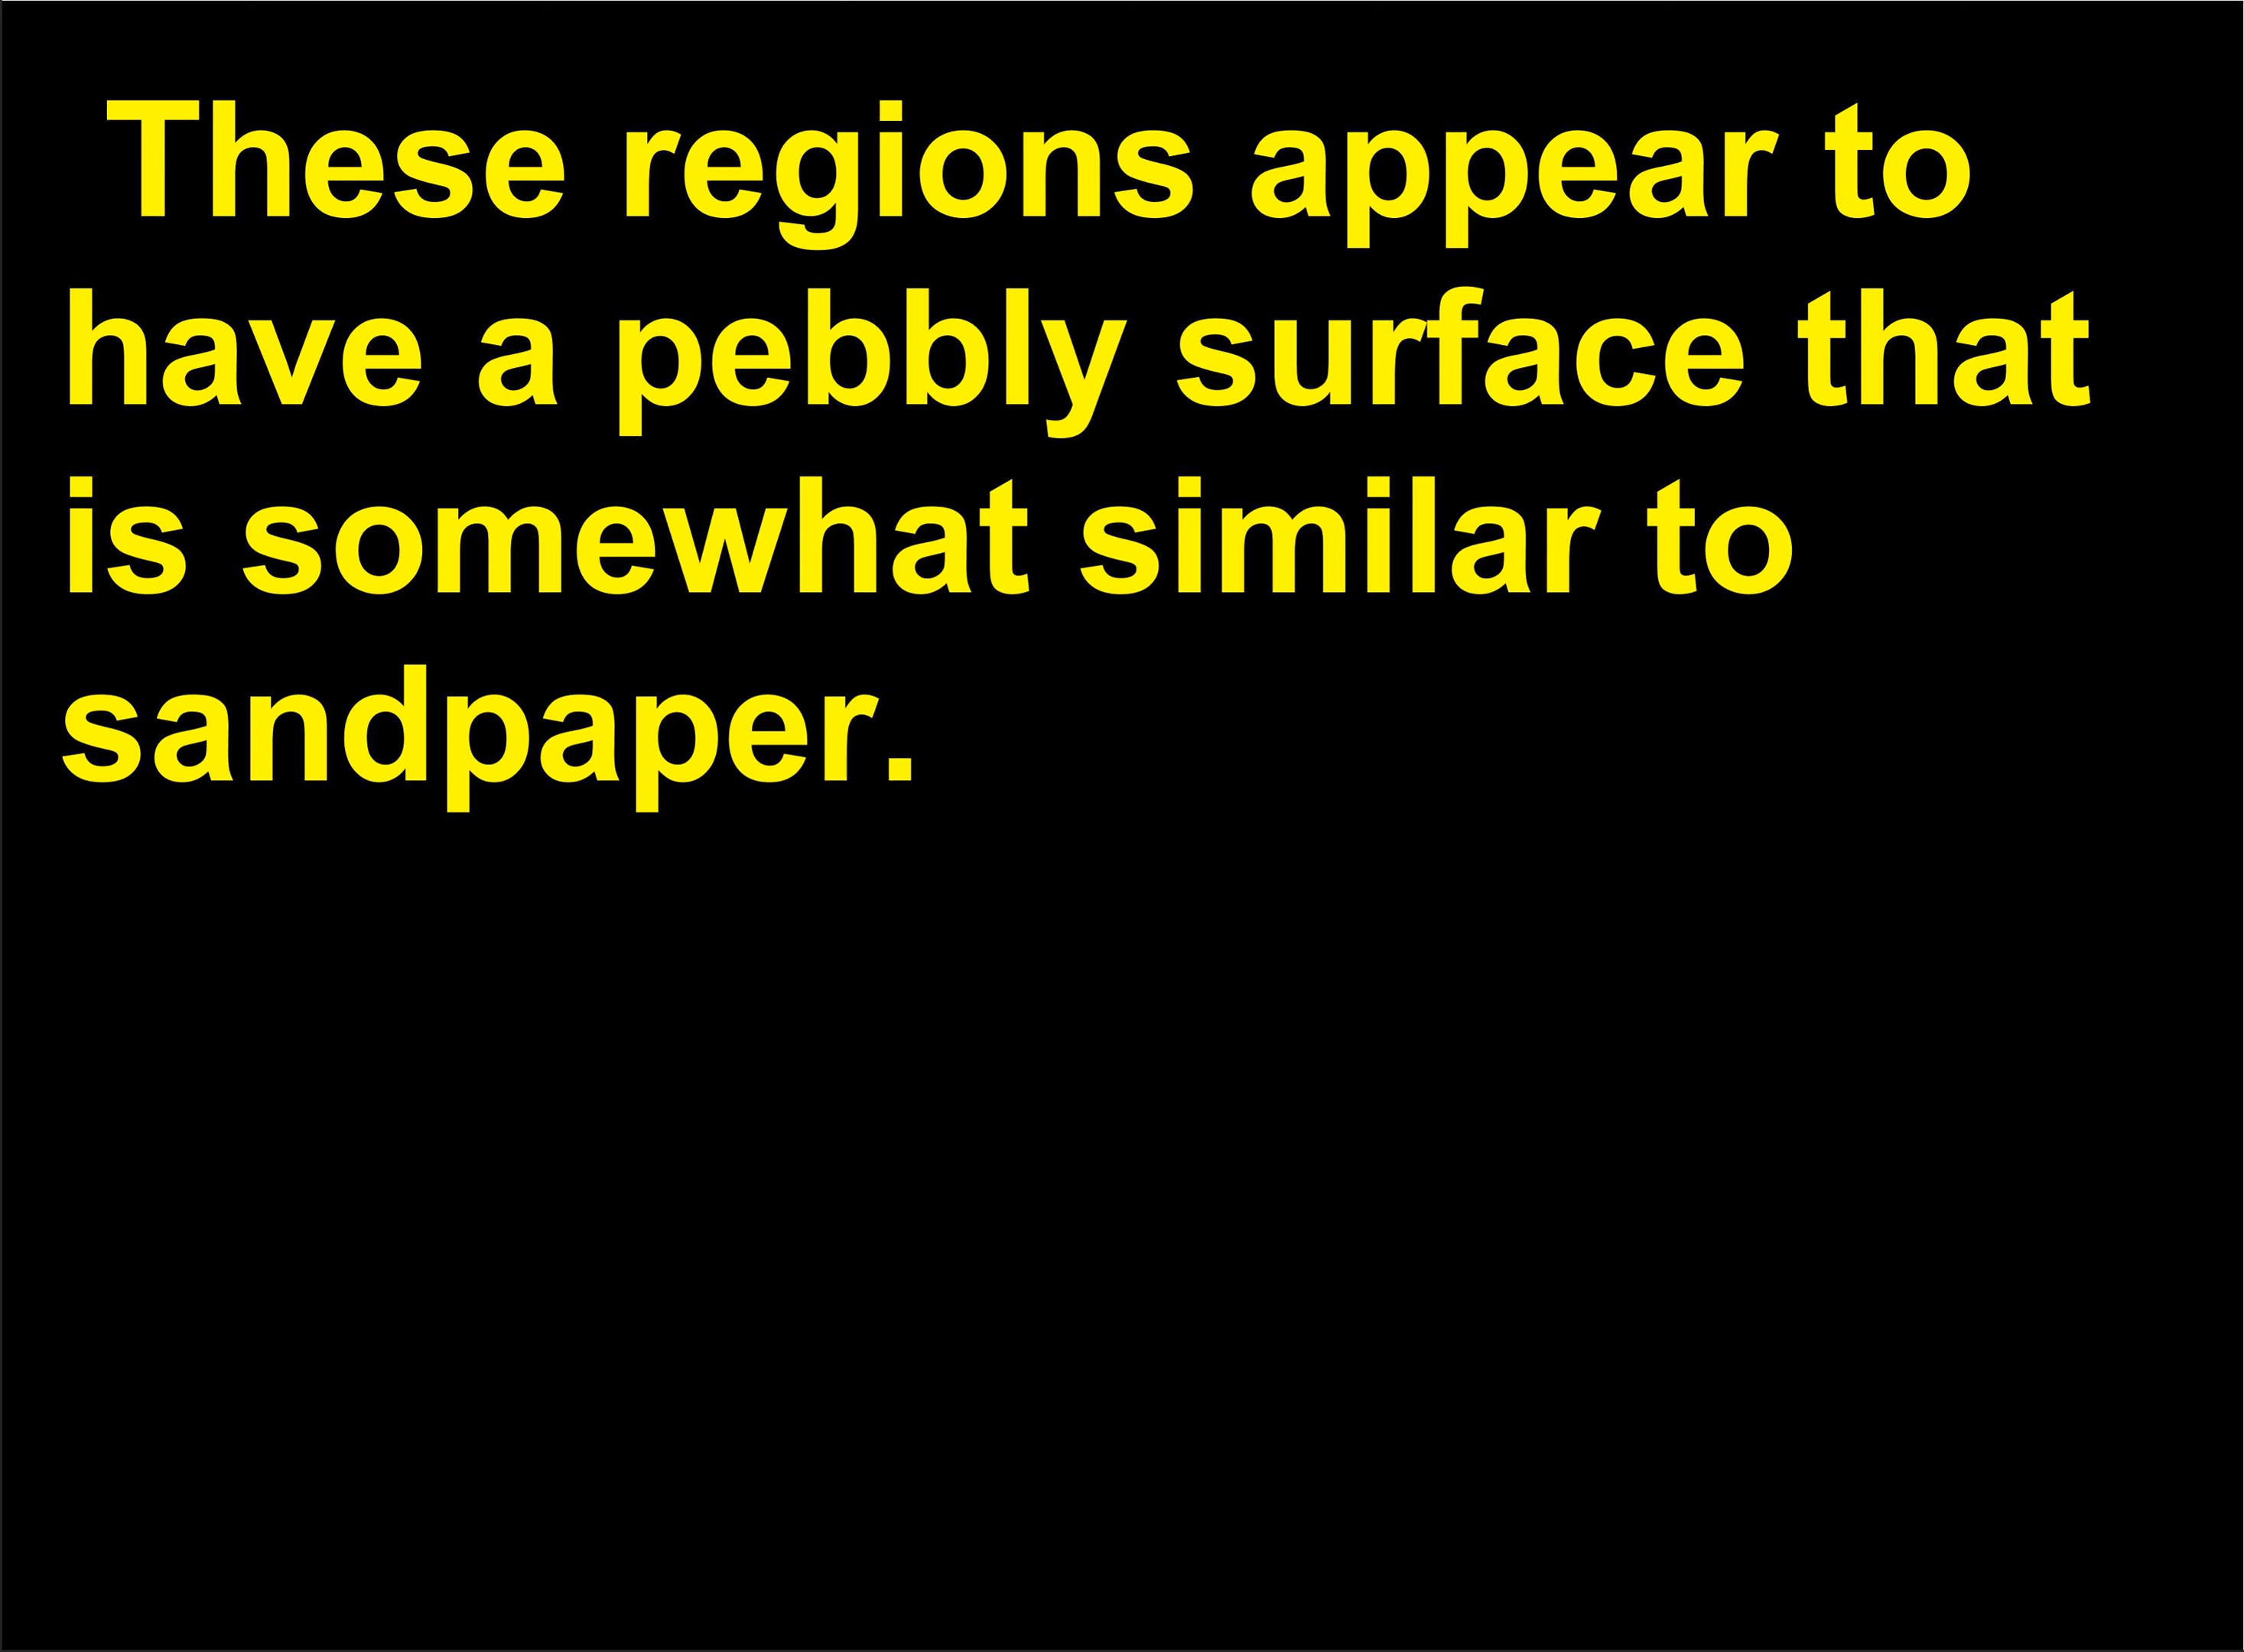 These regions appear to
have a pebbly surface that
is somewhat similar to
sandpaper.